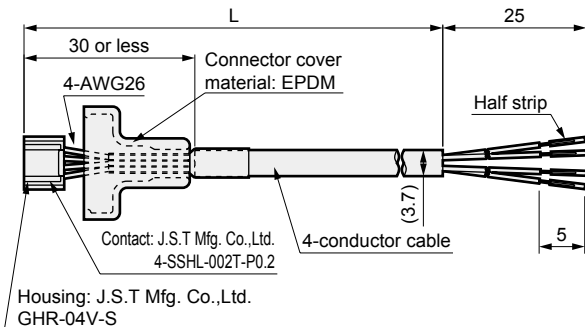 L
25
30 or less
Connector cover
material: EPDM
4-AWG26
Half strip
(3.7)
Contact: J.S.T Mfg. Co.,Ltd.
4-SSHL-002T-P0.2
4-conductor cable
5
Housing: J.S.T Mfg. Co.,Ltd.
GHR-04V-S